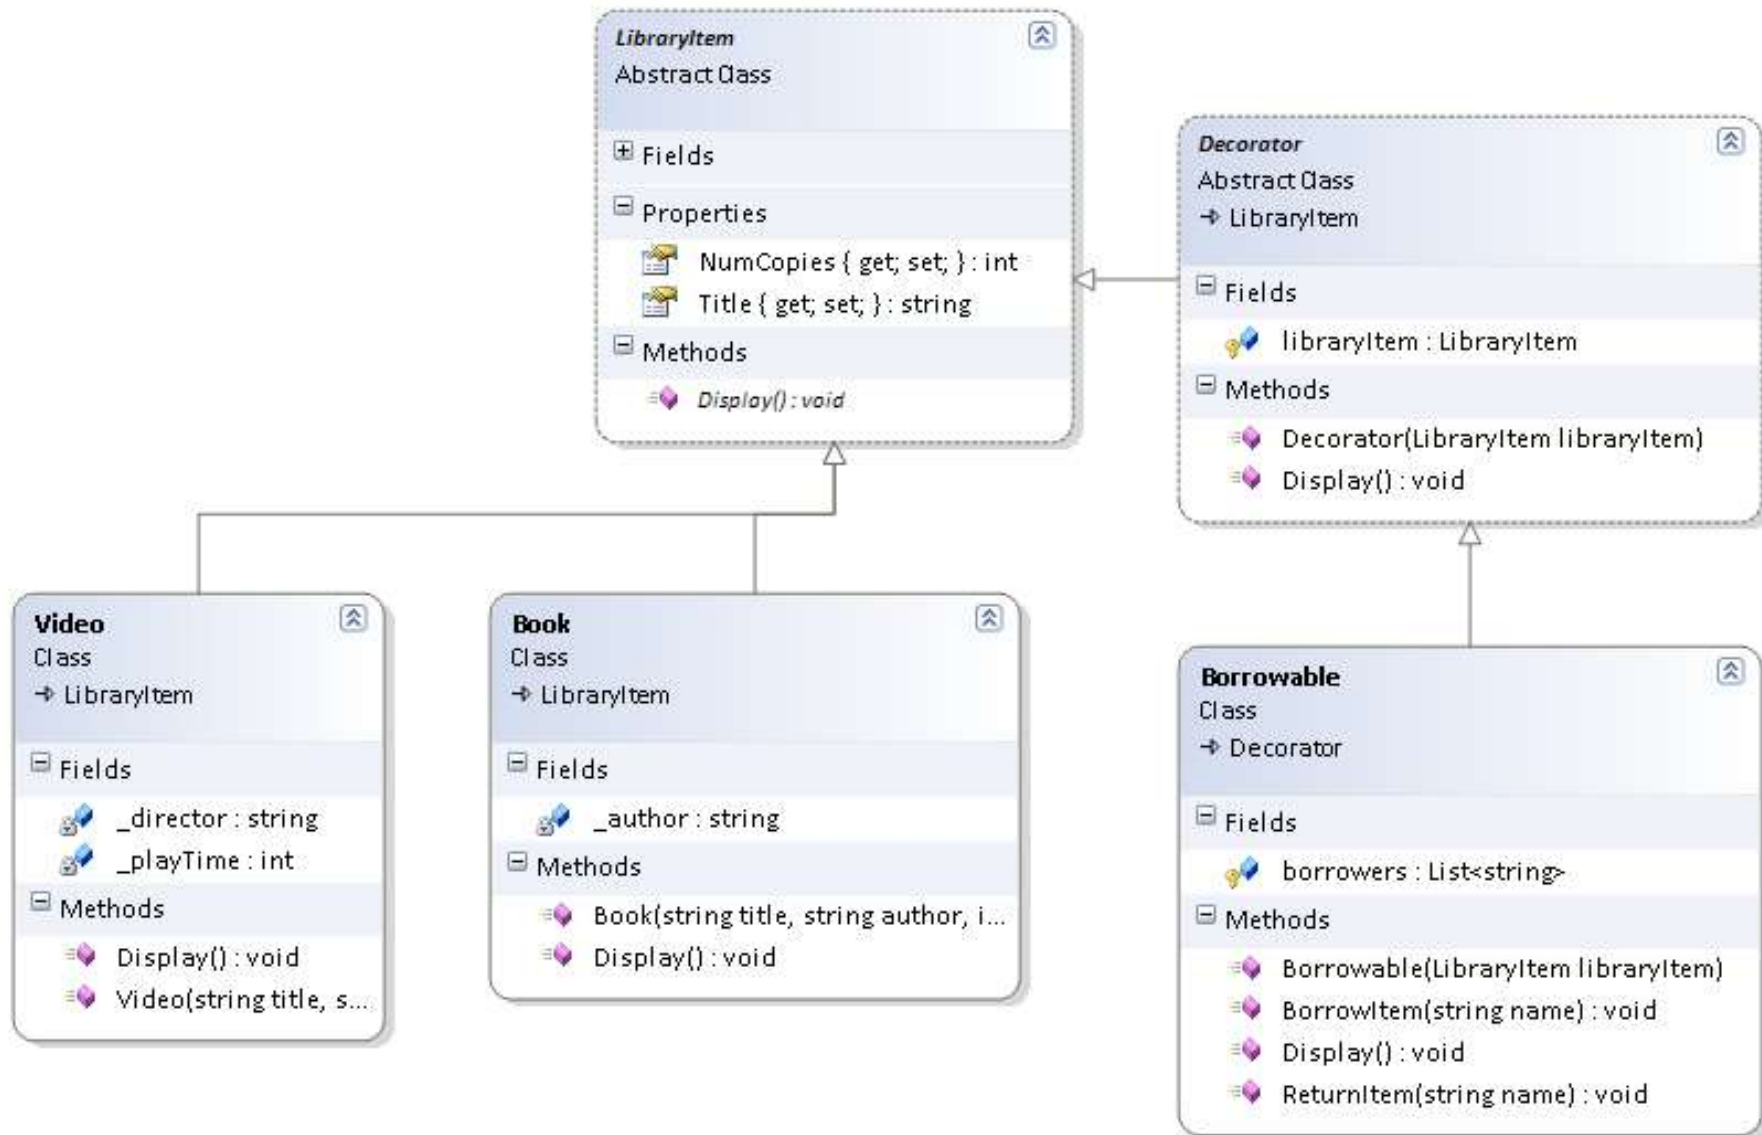 LibraryItem
Abstract Class
Fields
Properties
NumCopies { get; set; } : int
Title { get; set; } : string
Methods
Display() : void
Decorator
Abstract Class
LibraryItem
Fields
libraryItem : LibraryItem
Methods
Decorator(LibraryItem libraryItem)
Display() : void
Video
Class
LibraryItem
Fields
_director : string
_playTime : int
Methods
Display() : void
Video(string title, s...
Book
Class
LibraryItem
Fields
_author : string
Methods
Book(string title, string author, i...
Display() : void
Borrowable
Class
Decorator
Fields
borrowers : List<string>
Methods
Borrowable(LibraryItem libraryItem)
BorrowItem(string name) : void
Display() : void
ReturnItem(string name) : void